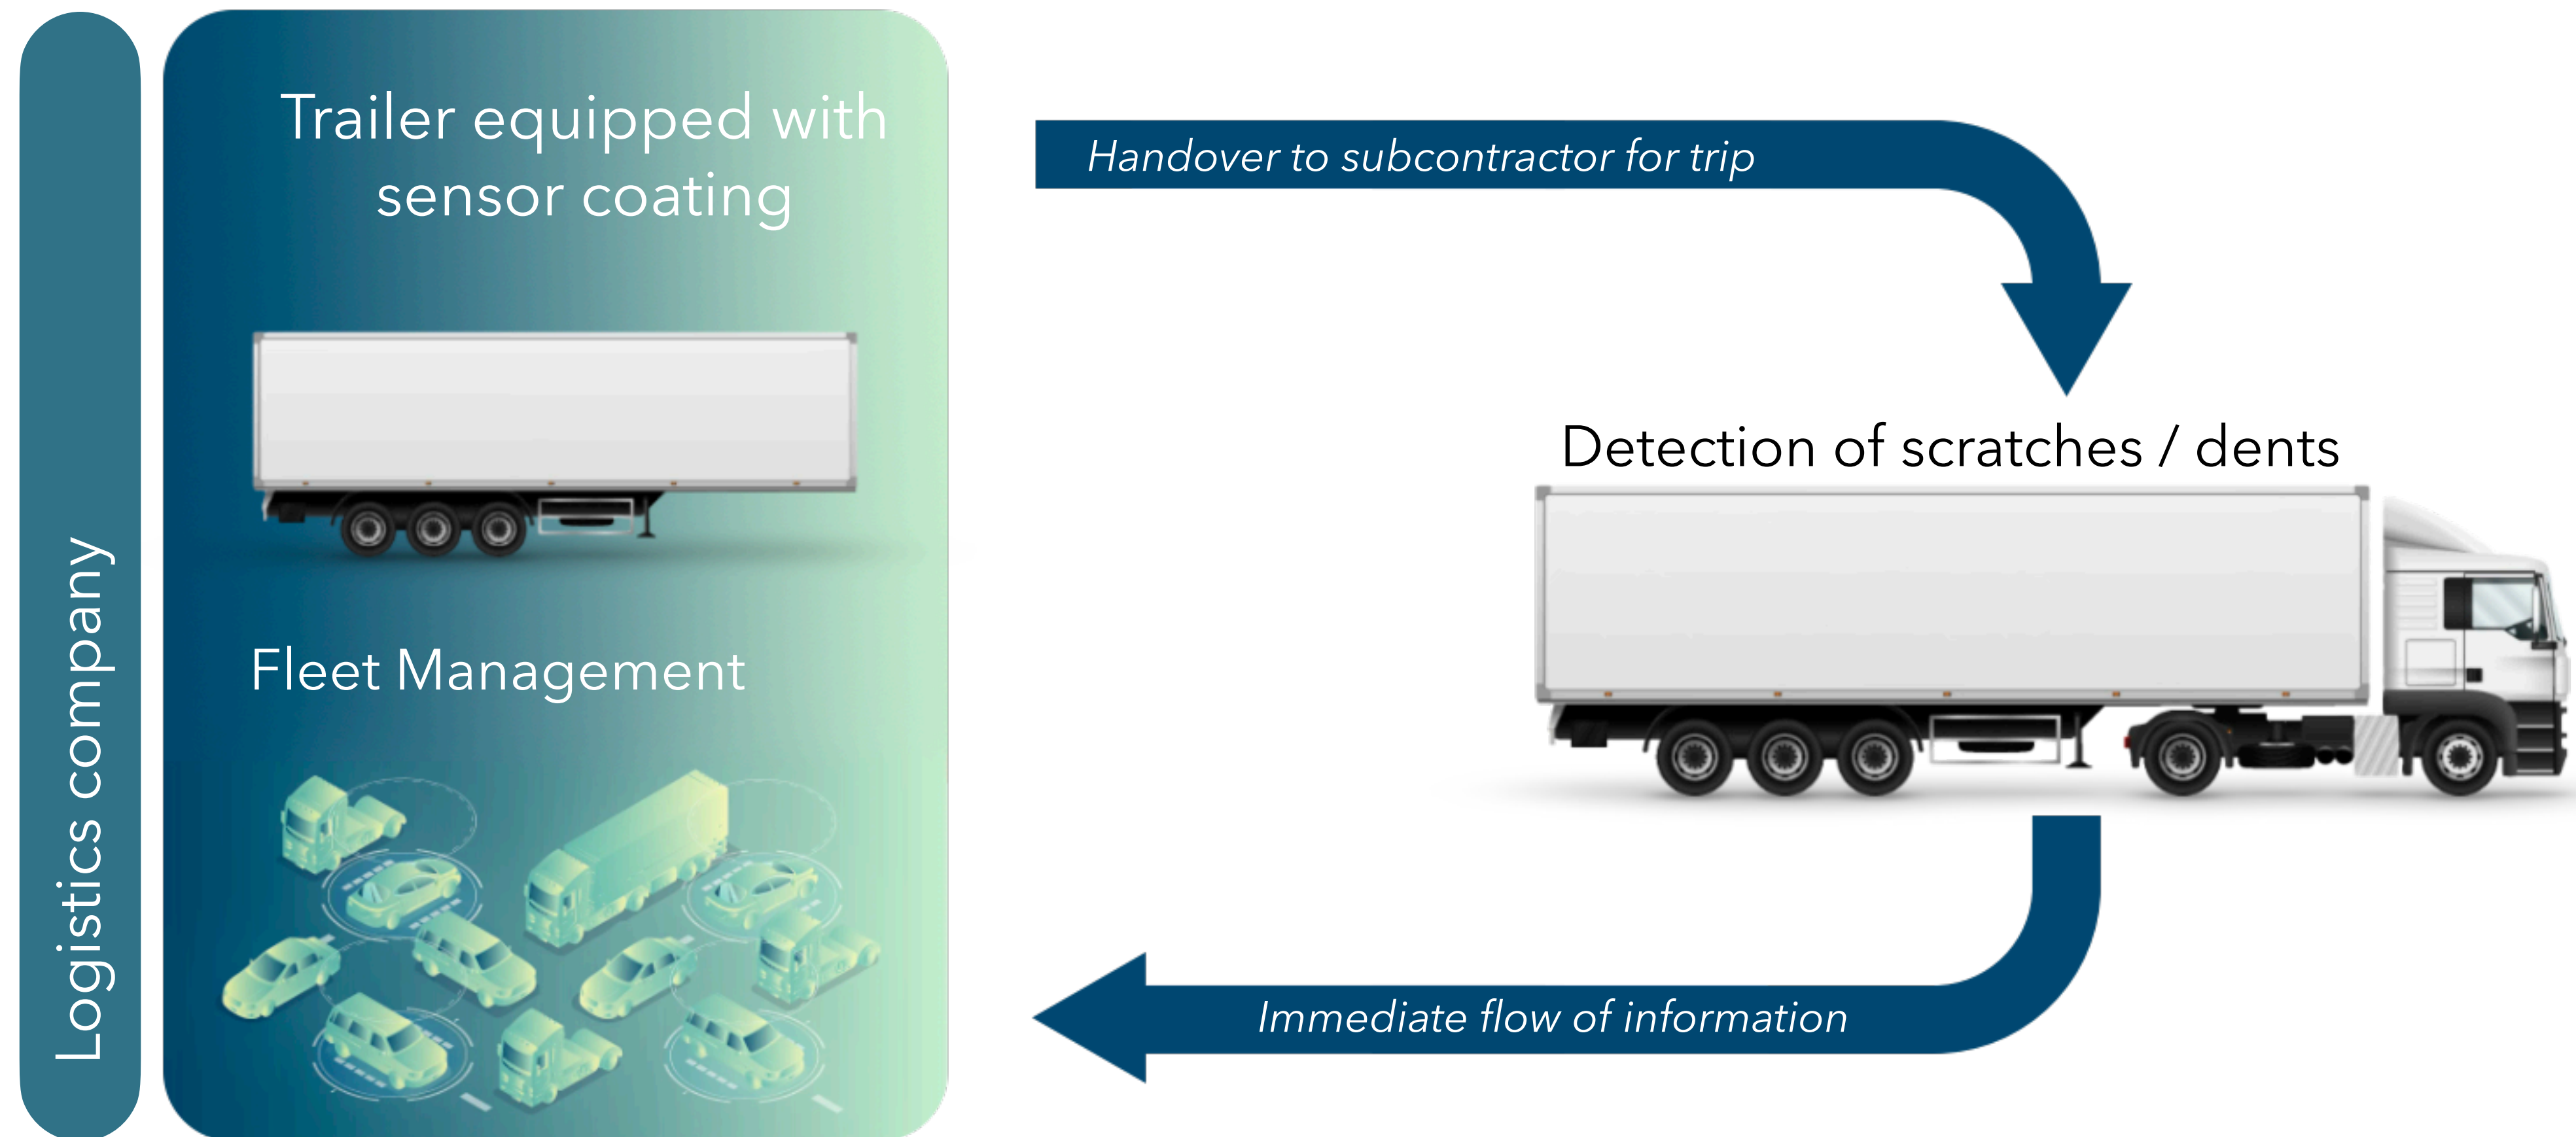 Logistics company
Trailer equipped with
sensor coating
Fleet Management
Handover to subcontractor for trip
Detection of scratches / dents
Immediate flow of information